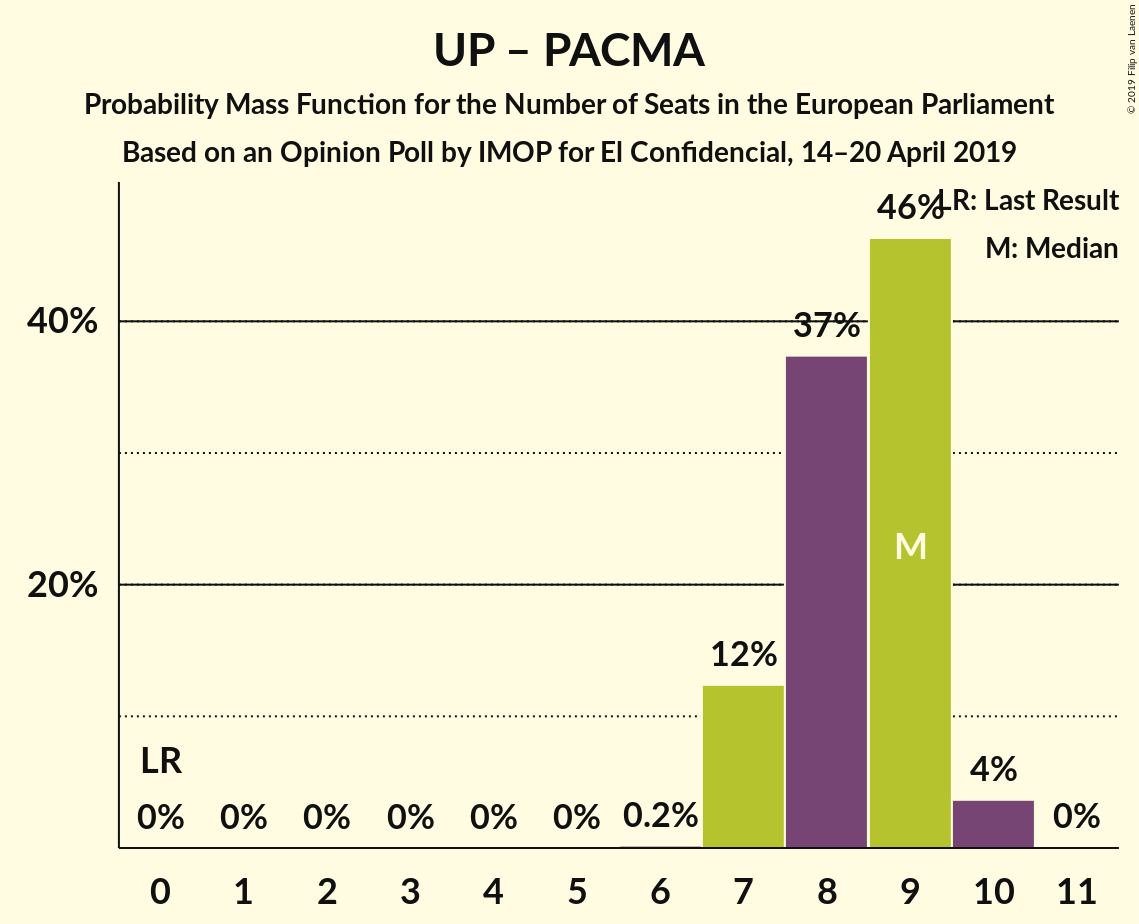 UP – PACMA
Probability Mass Function for the Number of Seats in the European Parliament
Based on an Opinion Poll by IMOP for El Confidencial, 14–20 April 2019
© 2019 Filip van Laenen
LR: Last Result
M: Median
46%
40%
37%
M
20%
12%
LR
4%
0% 0% 0% 0% 0% 0% 0.2% 0%
0 1 2 3 4 5 6 7 8 9 10 11